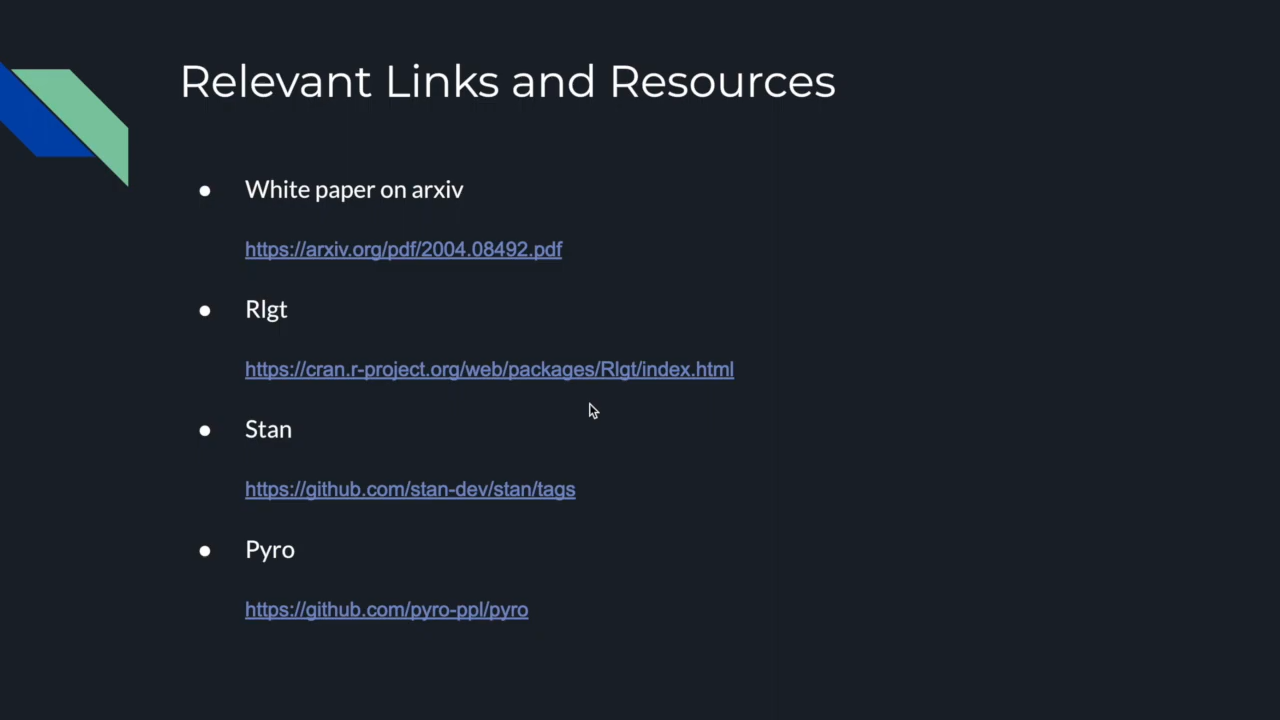 Relevant Links and Resources
● White paper on arxiv
https://arxiv.org/pdf/2004.08492.pdf
● Rlgt
https://cran.r-project.org/web/packages/Rlgt/index.html
● Stan
https://github.com/stan-dev/stan/tags
● Pyro
https://github.com/pyro-ppl/pyro